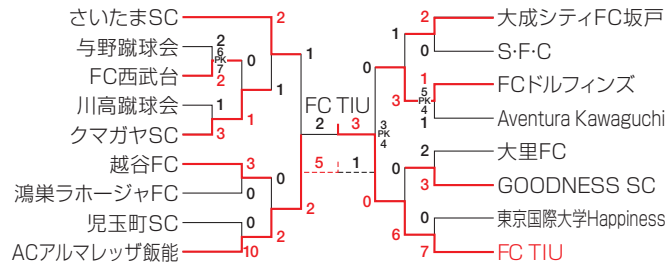 さいたまSC
与野蹴球会
FC西武台
川高蹴球会
クマガヤSC
越谷FC
鴻巣ラホージャFC
児玉町SC
ACアルマレッザ飯能
2
2
6
PK
7
2
1
3
3
0
0
10
0
1
0
2
1
1
2
2
FC TIU
3
5
1
3
PK
4
0
0
1
3
0
6
2
0
1
5
PK
4
1
2
3
0
7
大成シティFC坂戸
S·F·C
FCドルフィンズ
Aventura Kawaguchi
大里FC
GOODNESS SC
東京国際大学Happiness
FC TIU